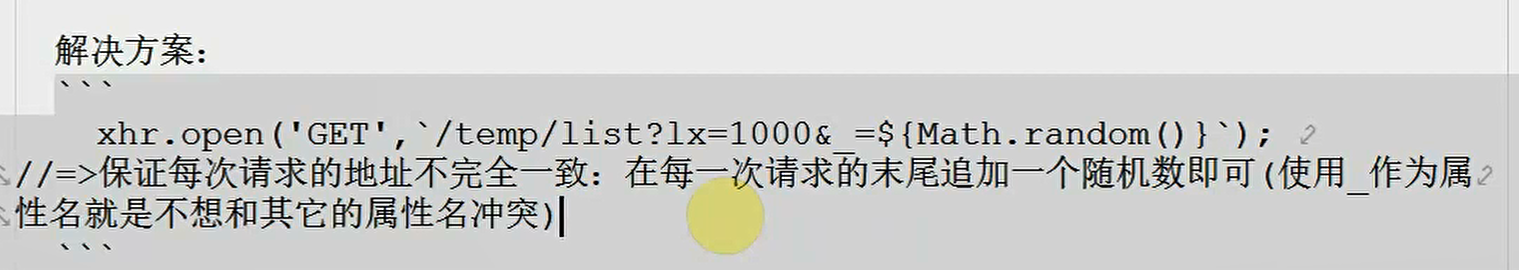 解决方案：
```
xhr.open('GET',`/temp/list?lx=1000&_=${Math.random()}`);
//=>保证每次请求的地址不完全一致：在每一次请求的末尾追加一个随机数即可(使用_作为属
性名就是不想和其它的属性名冲突)
```